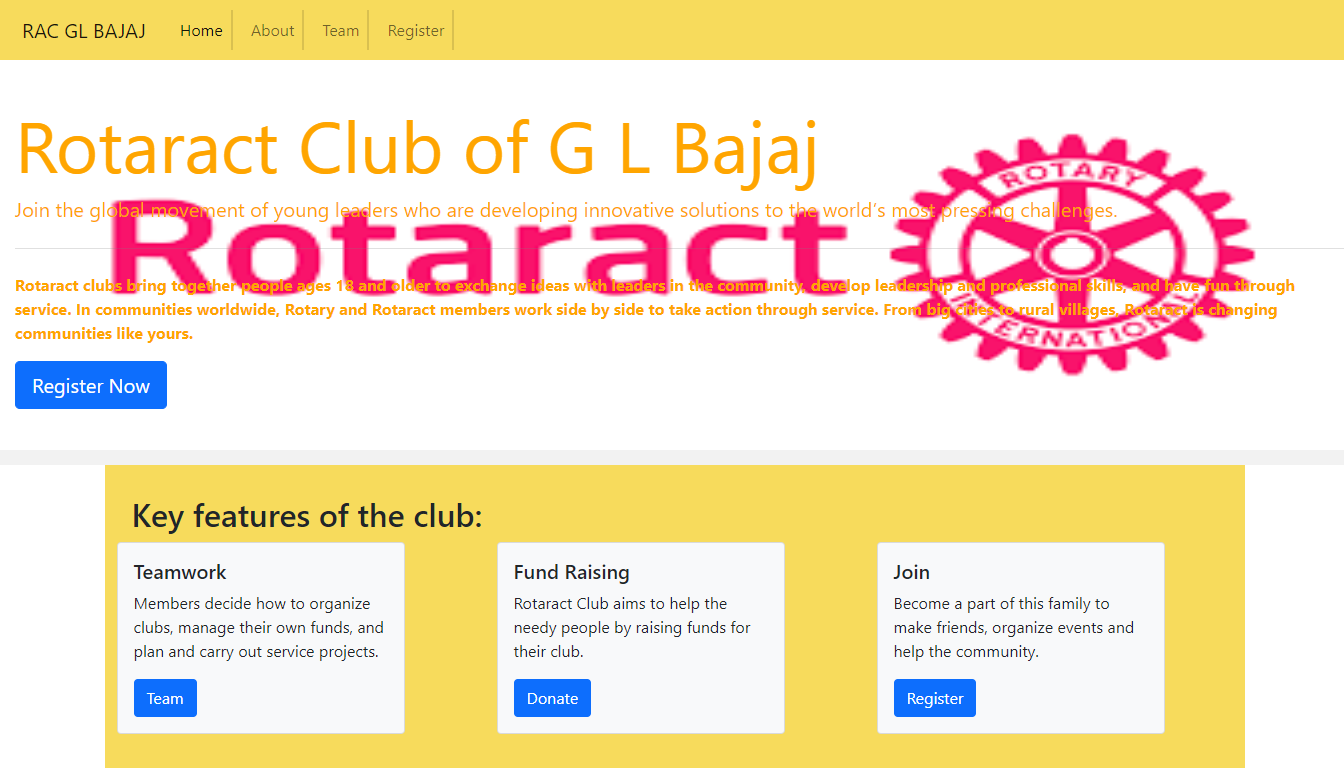 RAC GL BAJAJ Home About Team Register
Rotaract Club of G L Bajaj
Join the global movement of young leaders who are developing innovative solutions to the world’s most pressing challenges.
Rotaract
ROTARY
INTERNATIONAL
Rotaract clubs bring together people ages 18 and older to exchange ideas with leaders in the community, develop leadership and professional skills, and have fun through
service. In communities worldwide, Rotary and Rotaract members work side by side to take action through service. From big cities to rural villages, Rotaract is changing
communities like yours.
Register Now
Key features of the club:
Teamwork
Members decide how to organize
clubs, manage their own funds, and
plan and carry out service projects.
Team
Fund Raising
Rotaract Club aims to help the
needy people by raising funds for
their club.
Donate
Join
Become a part of this family to
make friends, organize events and
help the community.
Register